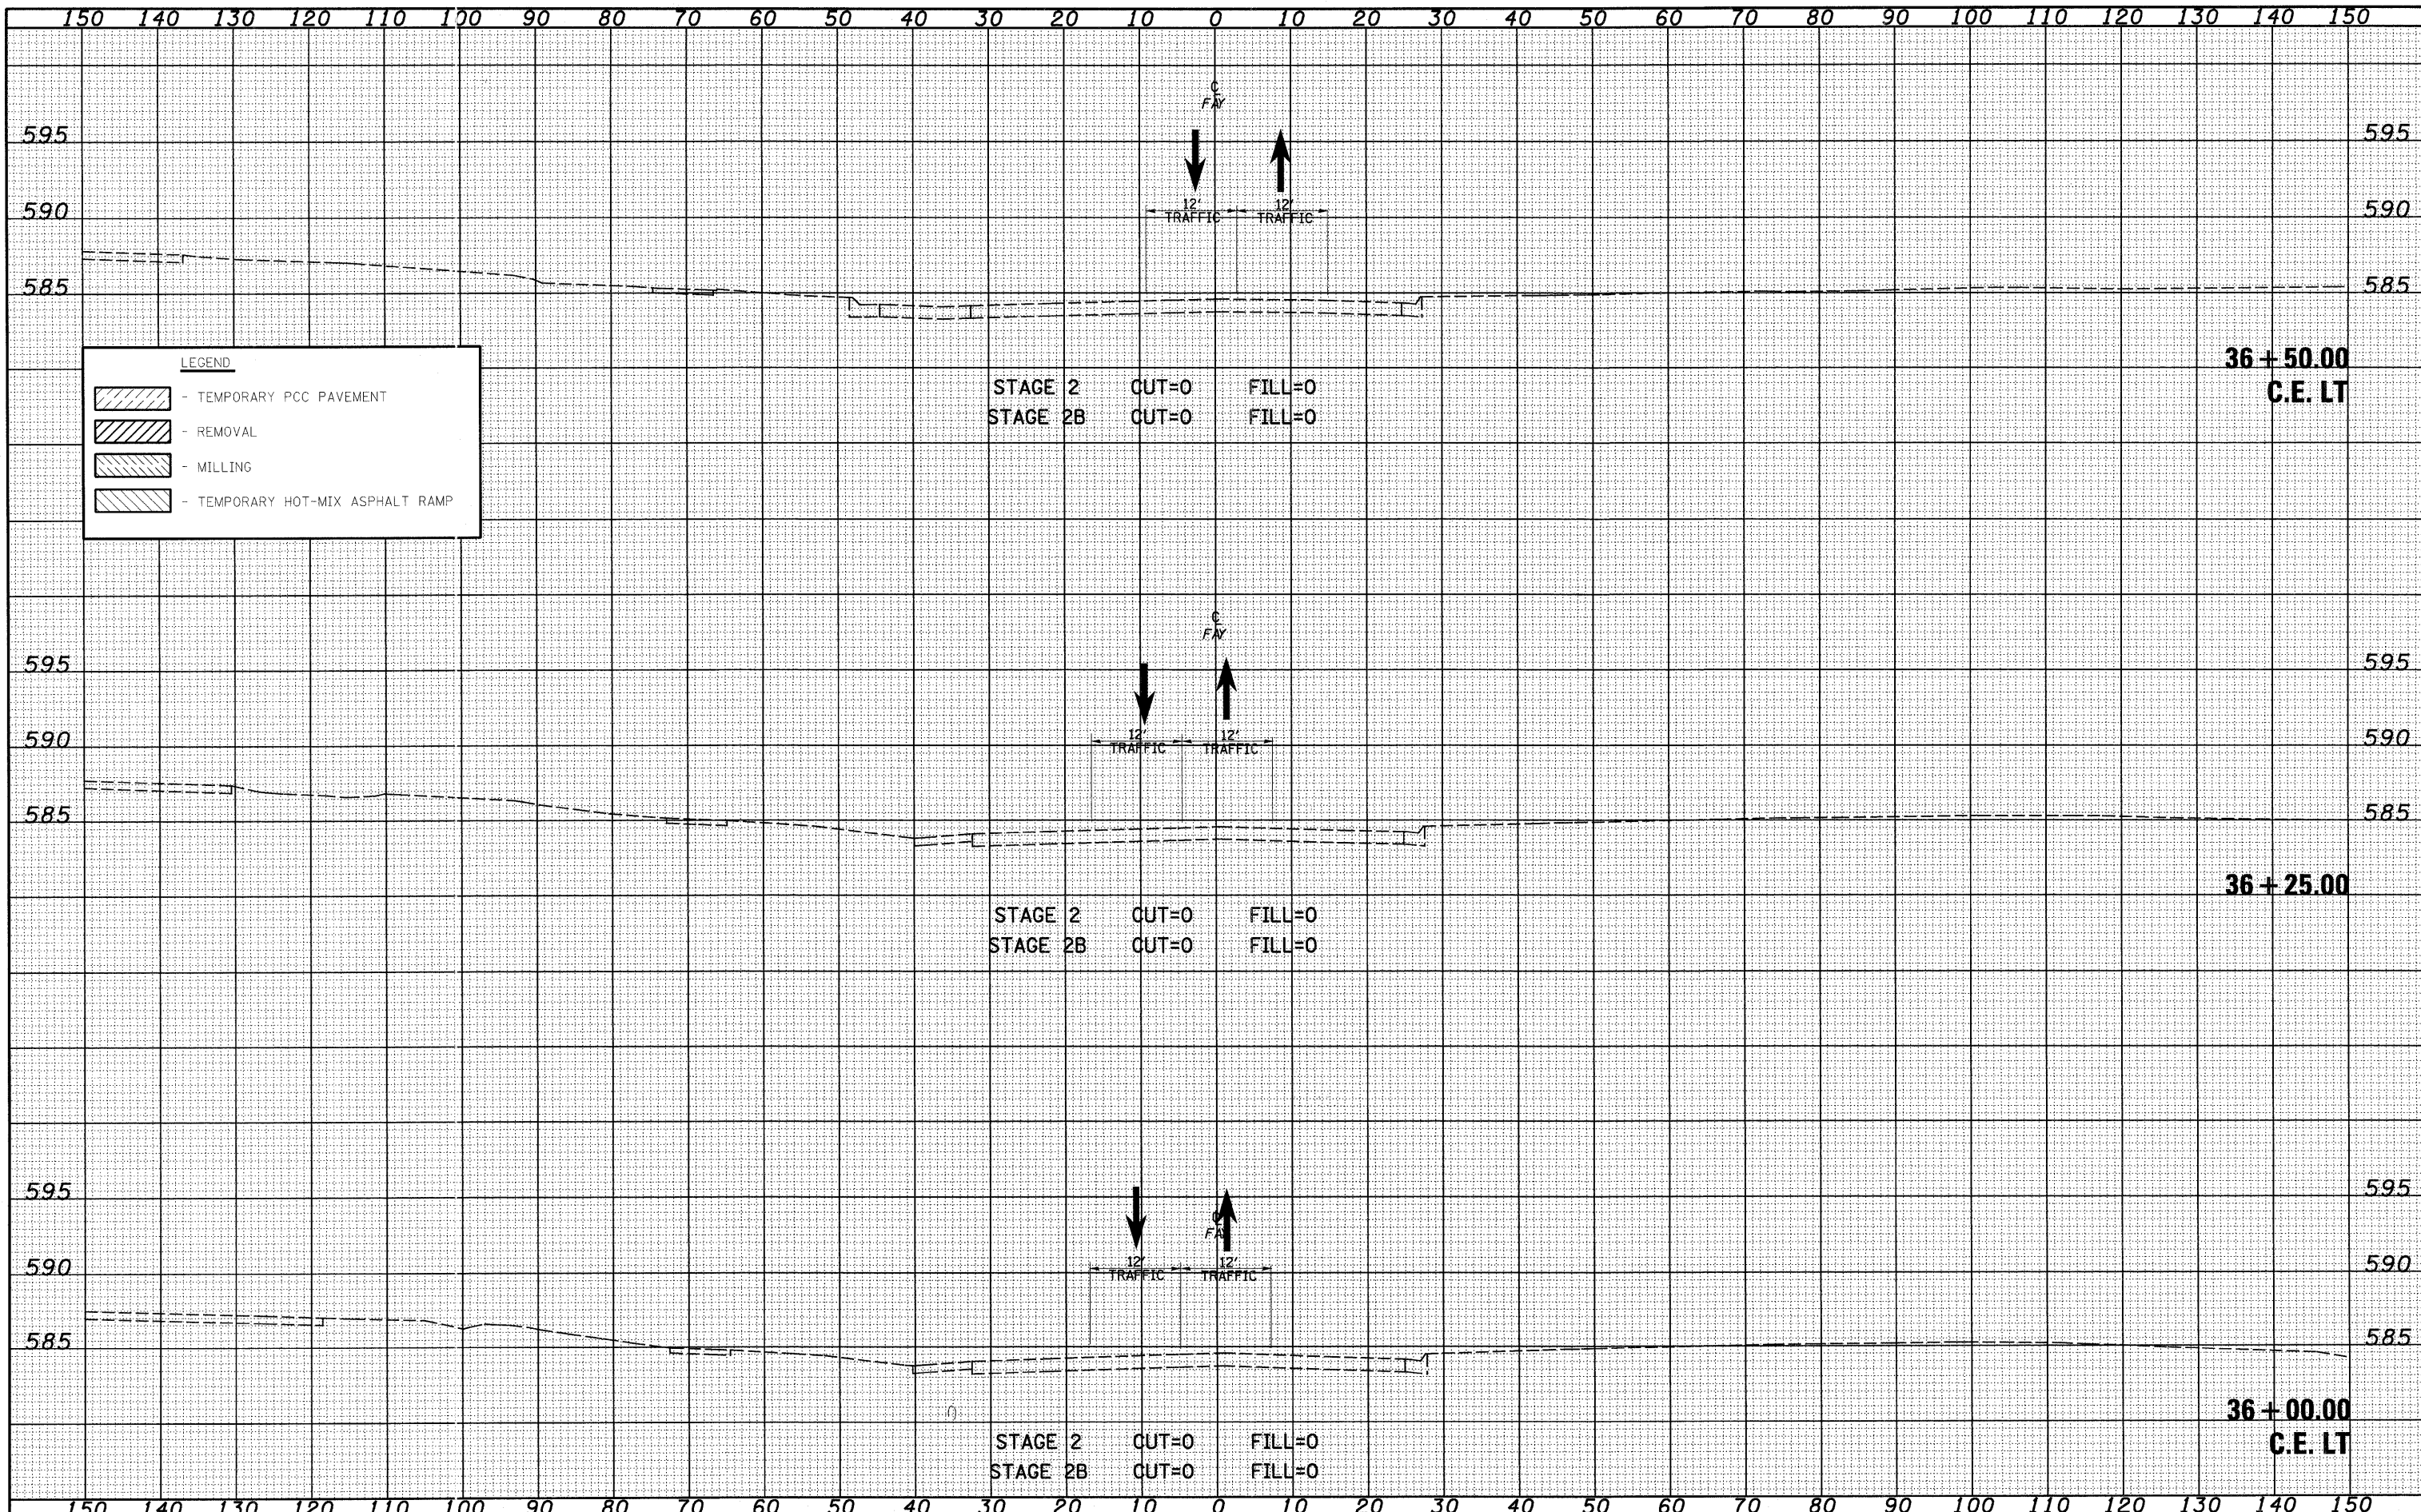 150 140 130 120 110 100 90 80 70 60 50 40 30 20 10 0 10 20 30 40 50 60 70 80 90 100 110 120 130 140 150
℄
FAY
595 595
12' 12'
590 TRAFFIC TRAFFIC 590
585 585
36 + 50.00
C.E. LT
LEGEND
- TEMPORARY PCC PAVEMENT
- REMOVAL
- MILLING
- TEMPORARY HOT-MIX ASPHALT RAMP
STAGE 2 CUT=0 FILL=0
STAGE 2B CUT=0 FILL=0
℄
FAY
595 595
12' 12'
590 TRAFFIC TRAFFIC 590
585 585
36 + 25.00
STAGE 2 CUT=0 FILL=0
STAGE 2B CUT=0 FILL=0
595 595
℄
FAY
12' 12'
590 TRAFFIC TRAFFIC 590
585 585
36 + 00.00
C.E. LT
0
STAGE 2 CUT=0 FILL=0
STAGE 2B CUT=0 FILL=0
150 140 130 120 110 100 90 80 70 60 50 40 30 20 10 0 10 20 30 40 50 60 70 80 90 100 110 120 130 140 150